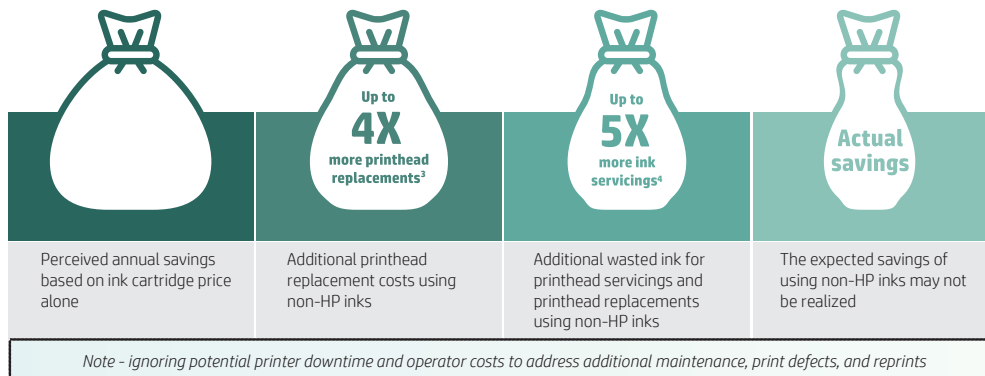 Up to
4X
more printhead
replacements³
Up to
5X
more ink
servicings⁴
Actual
savings
Perceived annual savings
based on ink cartridge price
alone
Additional printhead
replacement costs using
non-HP inks
Additional wasted ink for
printhead servicings and
printhead replacements
using non-HP inks
The expected savings of
using non-HP inks may not
be realized
Note - ignoring potential printer downtime and operator costs to address additional maintenance, print defects, and reprints